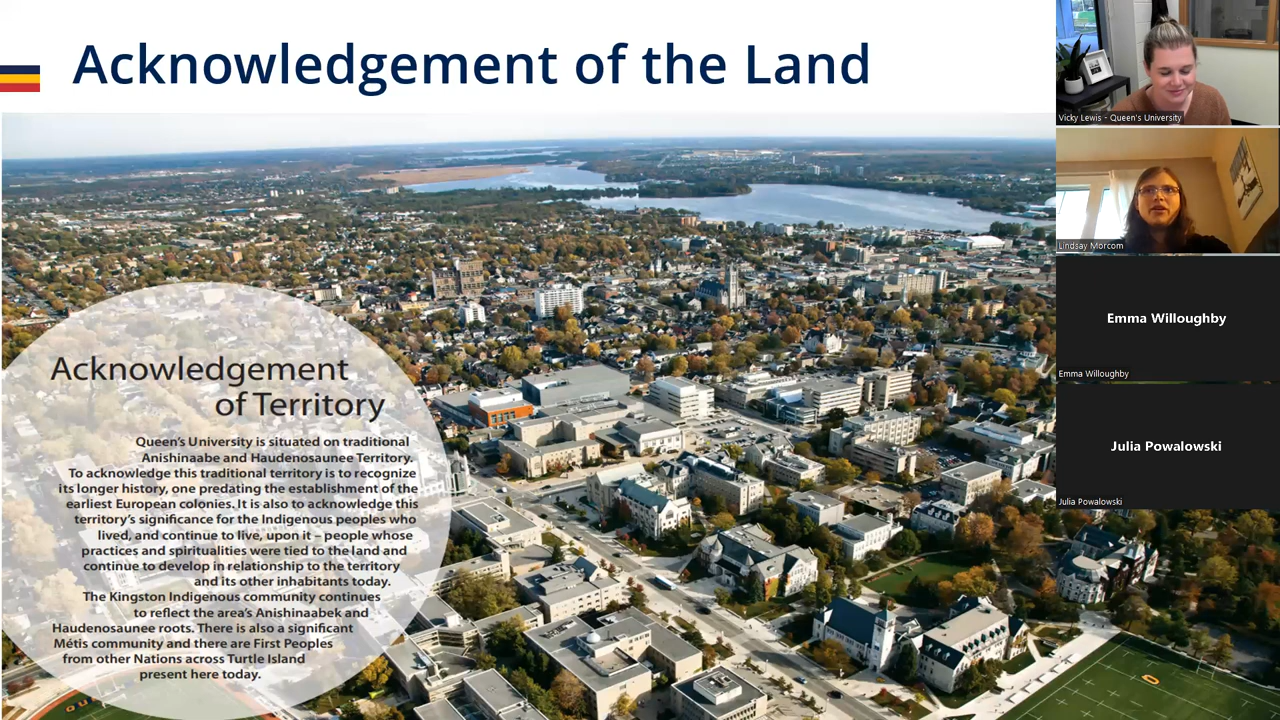 Acknowledgement of the Land
Acknowledgement
of Territory
Queen's University is situated on traditional
Anishinaabe and Haudenosaunee Territory.
To acknowledge this traditional territory is to recognize
its longer history, one predating the establishment of the
earliest European colonies. It is also to acknowledge this
territory's significance for the Indigenous peoples who
lived, and continue to live, upon it – people whose
practices and spiritualities were tied to the land and
continue to develop in relationship to the territory
and its other inhabitants today.
The Kingston Indigenous community continues
to reflect the area's Anishinaabek and
Haudenosaunee roots. There is also a significant
Métis community and there are First Peoples
from other Nations across Turtle Island
present here today.
Vicky Lewis - Queen's University
Lindsay Morcom
Emma Willoughby
Emma Willoughby
Julia Powalowski
Julia Powalowski